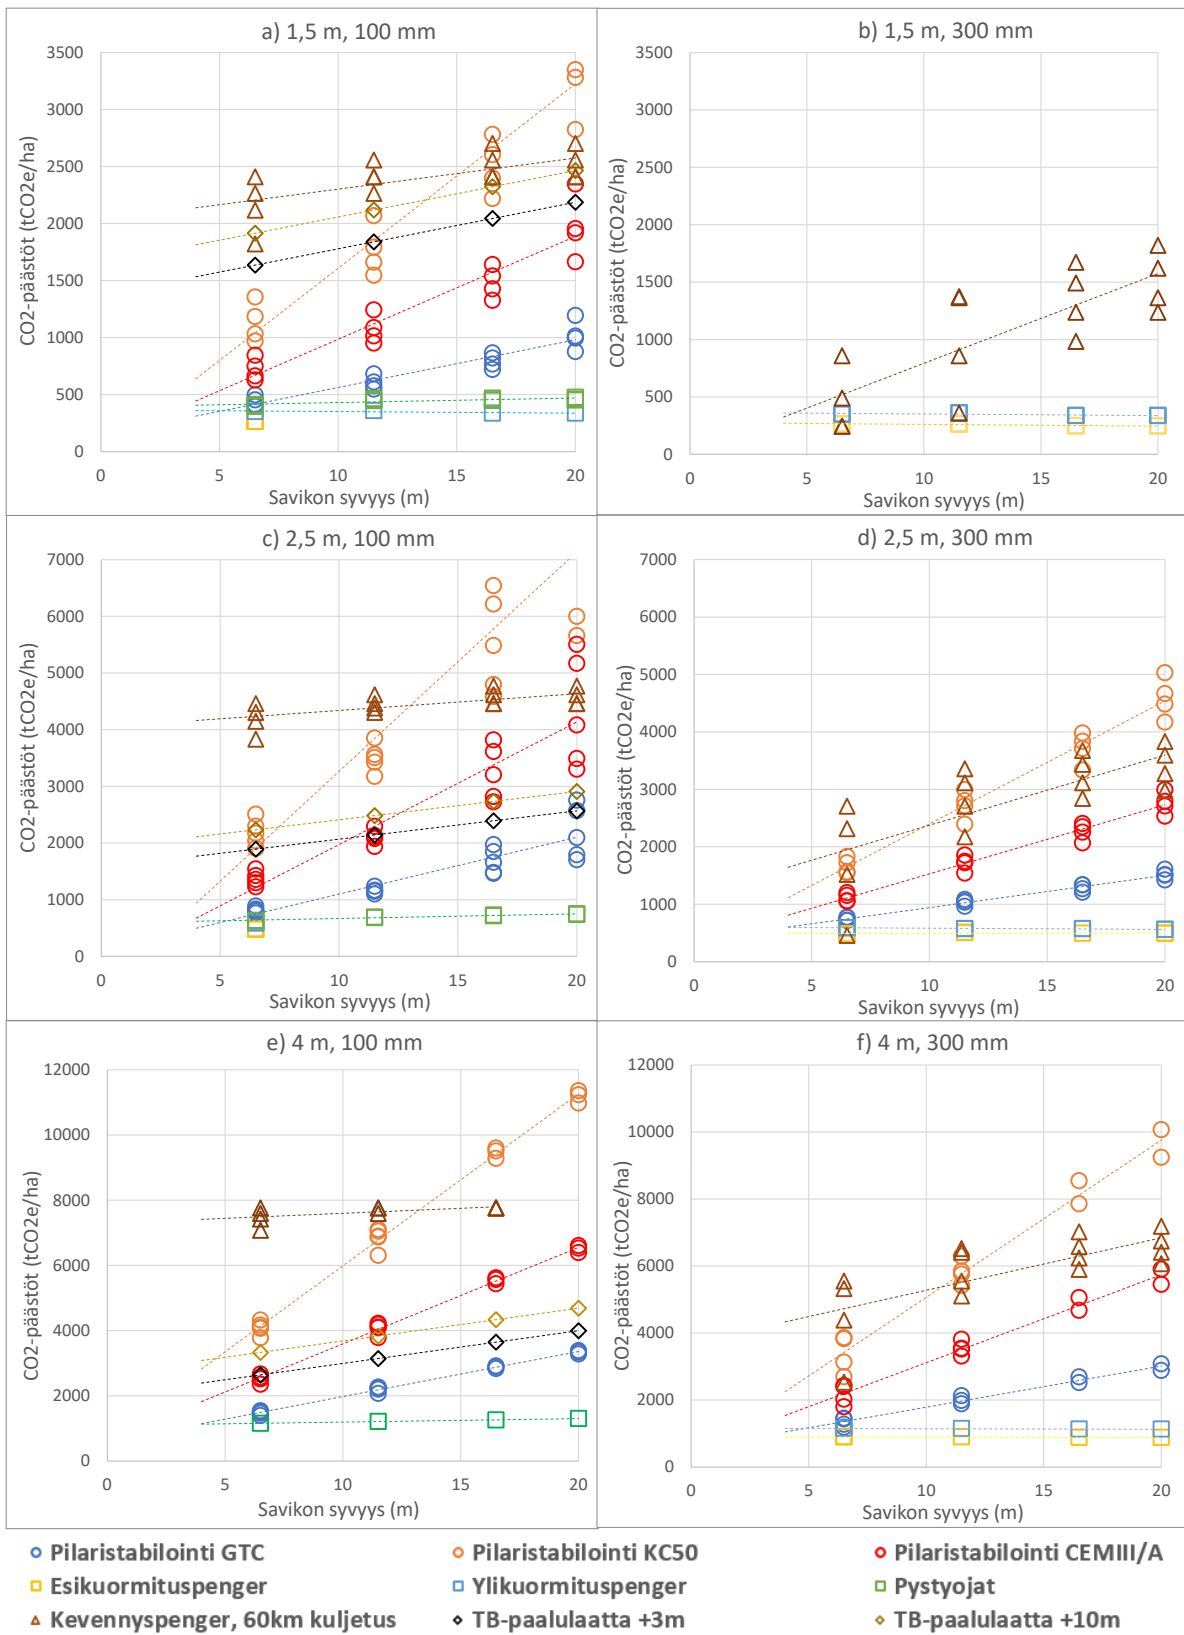 a) 1,5 m, 100 mm
3500
3000
2500
2000
1500
1000
500
0
0 5 10 15 20
CO2-päästöt (tCO2e/ha)
Savikon syvyys (m)
b) 1,5 m, 300 mm
3500
3000
2500
2000
1500
1000
500
0
0 5 10 15 20
CO2-päästöt (tCO2e/ha)
Savikon syvyys (m)
c) 2,5 m, 100 mm
7000
6000
5000
4000
3000
2000
1000
0
0 5 10 15 20
CO2-päästöt (tCO2e/ha)
Savikon syvyys (m)
d) 2,5 m, 300 mm
7000
6000
5000
4000
3000
2000
1000
0
0 5 10 15 20
CO2-päästöt (tCO2e/ha)
Savikon syvyys (m)
e) 4 m, 100 mm
12000
10000
8000
6000
4000
2000
0
0 5 10 15 20
CO2-päästöt (tCO2e/ha)
Savikon syvyys (m)
f) 4 m, 300 mm
12000
10000
8000
6000
4000
2000
0
0 5 10 15 20
CO2-päästöt (tCO2e/ha)
Savikon syvyys (m)
Pilaristabilointi GTC Pilaristabilointi KC50 Pilaristabilointi CEMIII/A
Esikuormituspenger Ylikuormituspenger Pystyojat
Kevennyspenger, 60km kuljetus TB-paalulaatta +3m TB-paalulaatta +10m